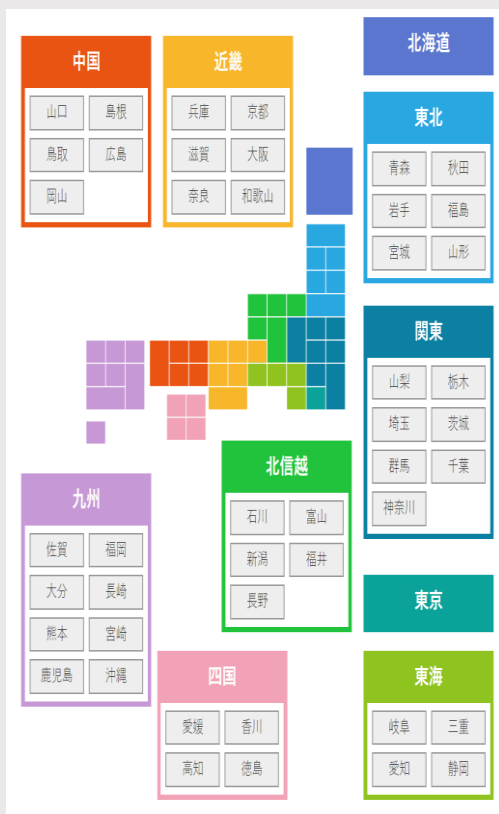 中国
山口 島根
鳥取 広島
岡山
近畿
兵庫 京都
滋賀 大阪
奈良 和歌山
北海道
東北
青森 秋田
岩手 福島
宮城 山形
関東
山梨 栃木
埼玉 茨城
群馬 千葉
神奈川
北信越
石川 富山
新潟 福井
長野
九州
佐賀 福岡
大分 長崎
熊本 宮崎
鹿児島 沖縄
東京
四国
愛媛 香川
高知 徳島
東海
岐阜 三重
愛知 静岡